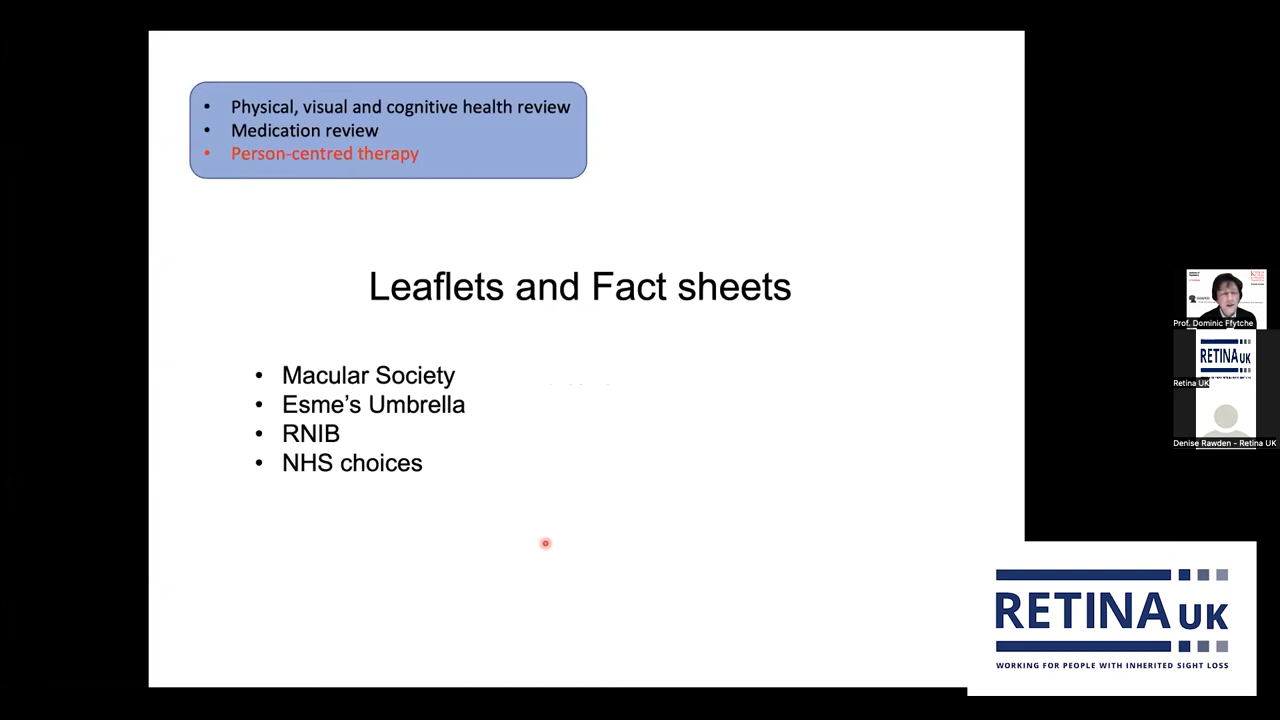 • Physical, visual and cognitive health review
• Medication review
• Person-centred therapy
Leaflets and Fact sheets
• Macular Society
• Esme's Umbrella
• RNIB
• NHS choices
Prof. Dominic Ffytche
RETINA UK
Retina UK
Denise Rawden - Retina UK
RETINA UK
WORKING FOR PEOPLE WITH INHERITED SIGHT LOSS